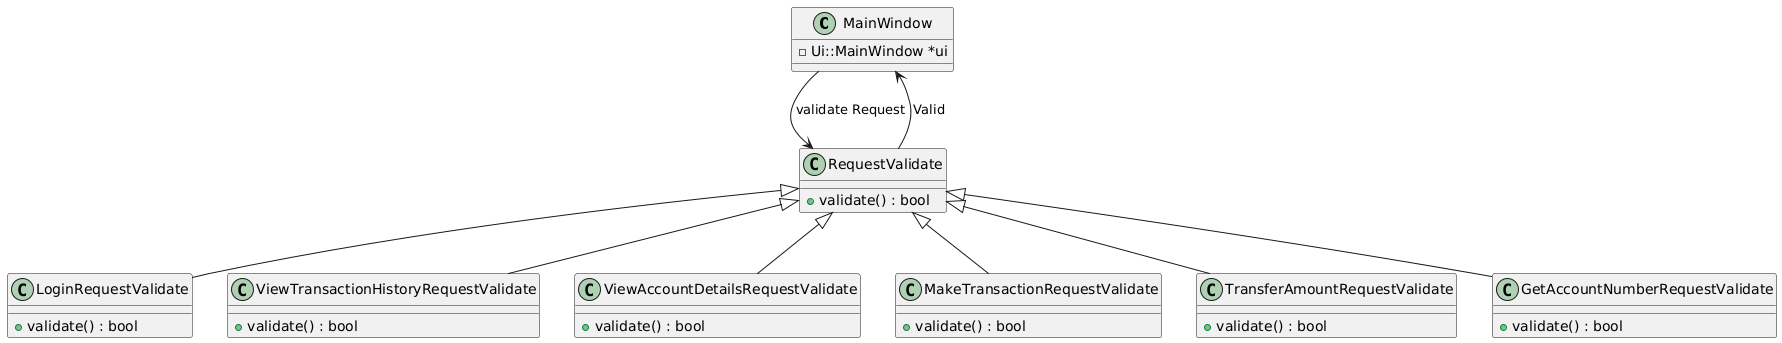 C MainWindow
Ui::MainWindow *ui
validate Request
Valid
C RequestValidate
validate() : bool
C LoginRequestValidate
validate() : bool
C ViewTransactionHistoryRequestValidate
validate() : bool
C ViewAccountDetailsRequestValidate
validate() : bool
C MakeTransactionRequestValidate
validate() : bool
C TransferAmountRequestValidate
validate() : bool
C GetAccountNumberRequestValidate
validate() : bool